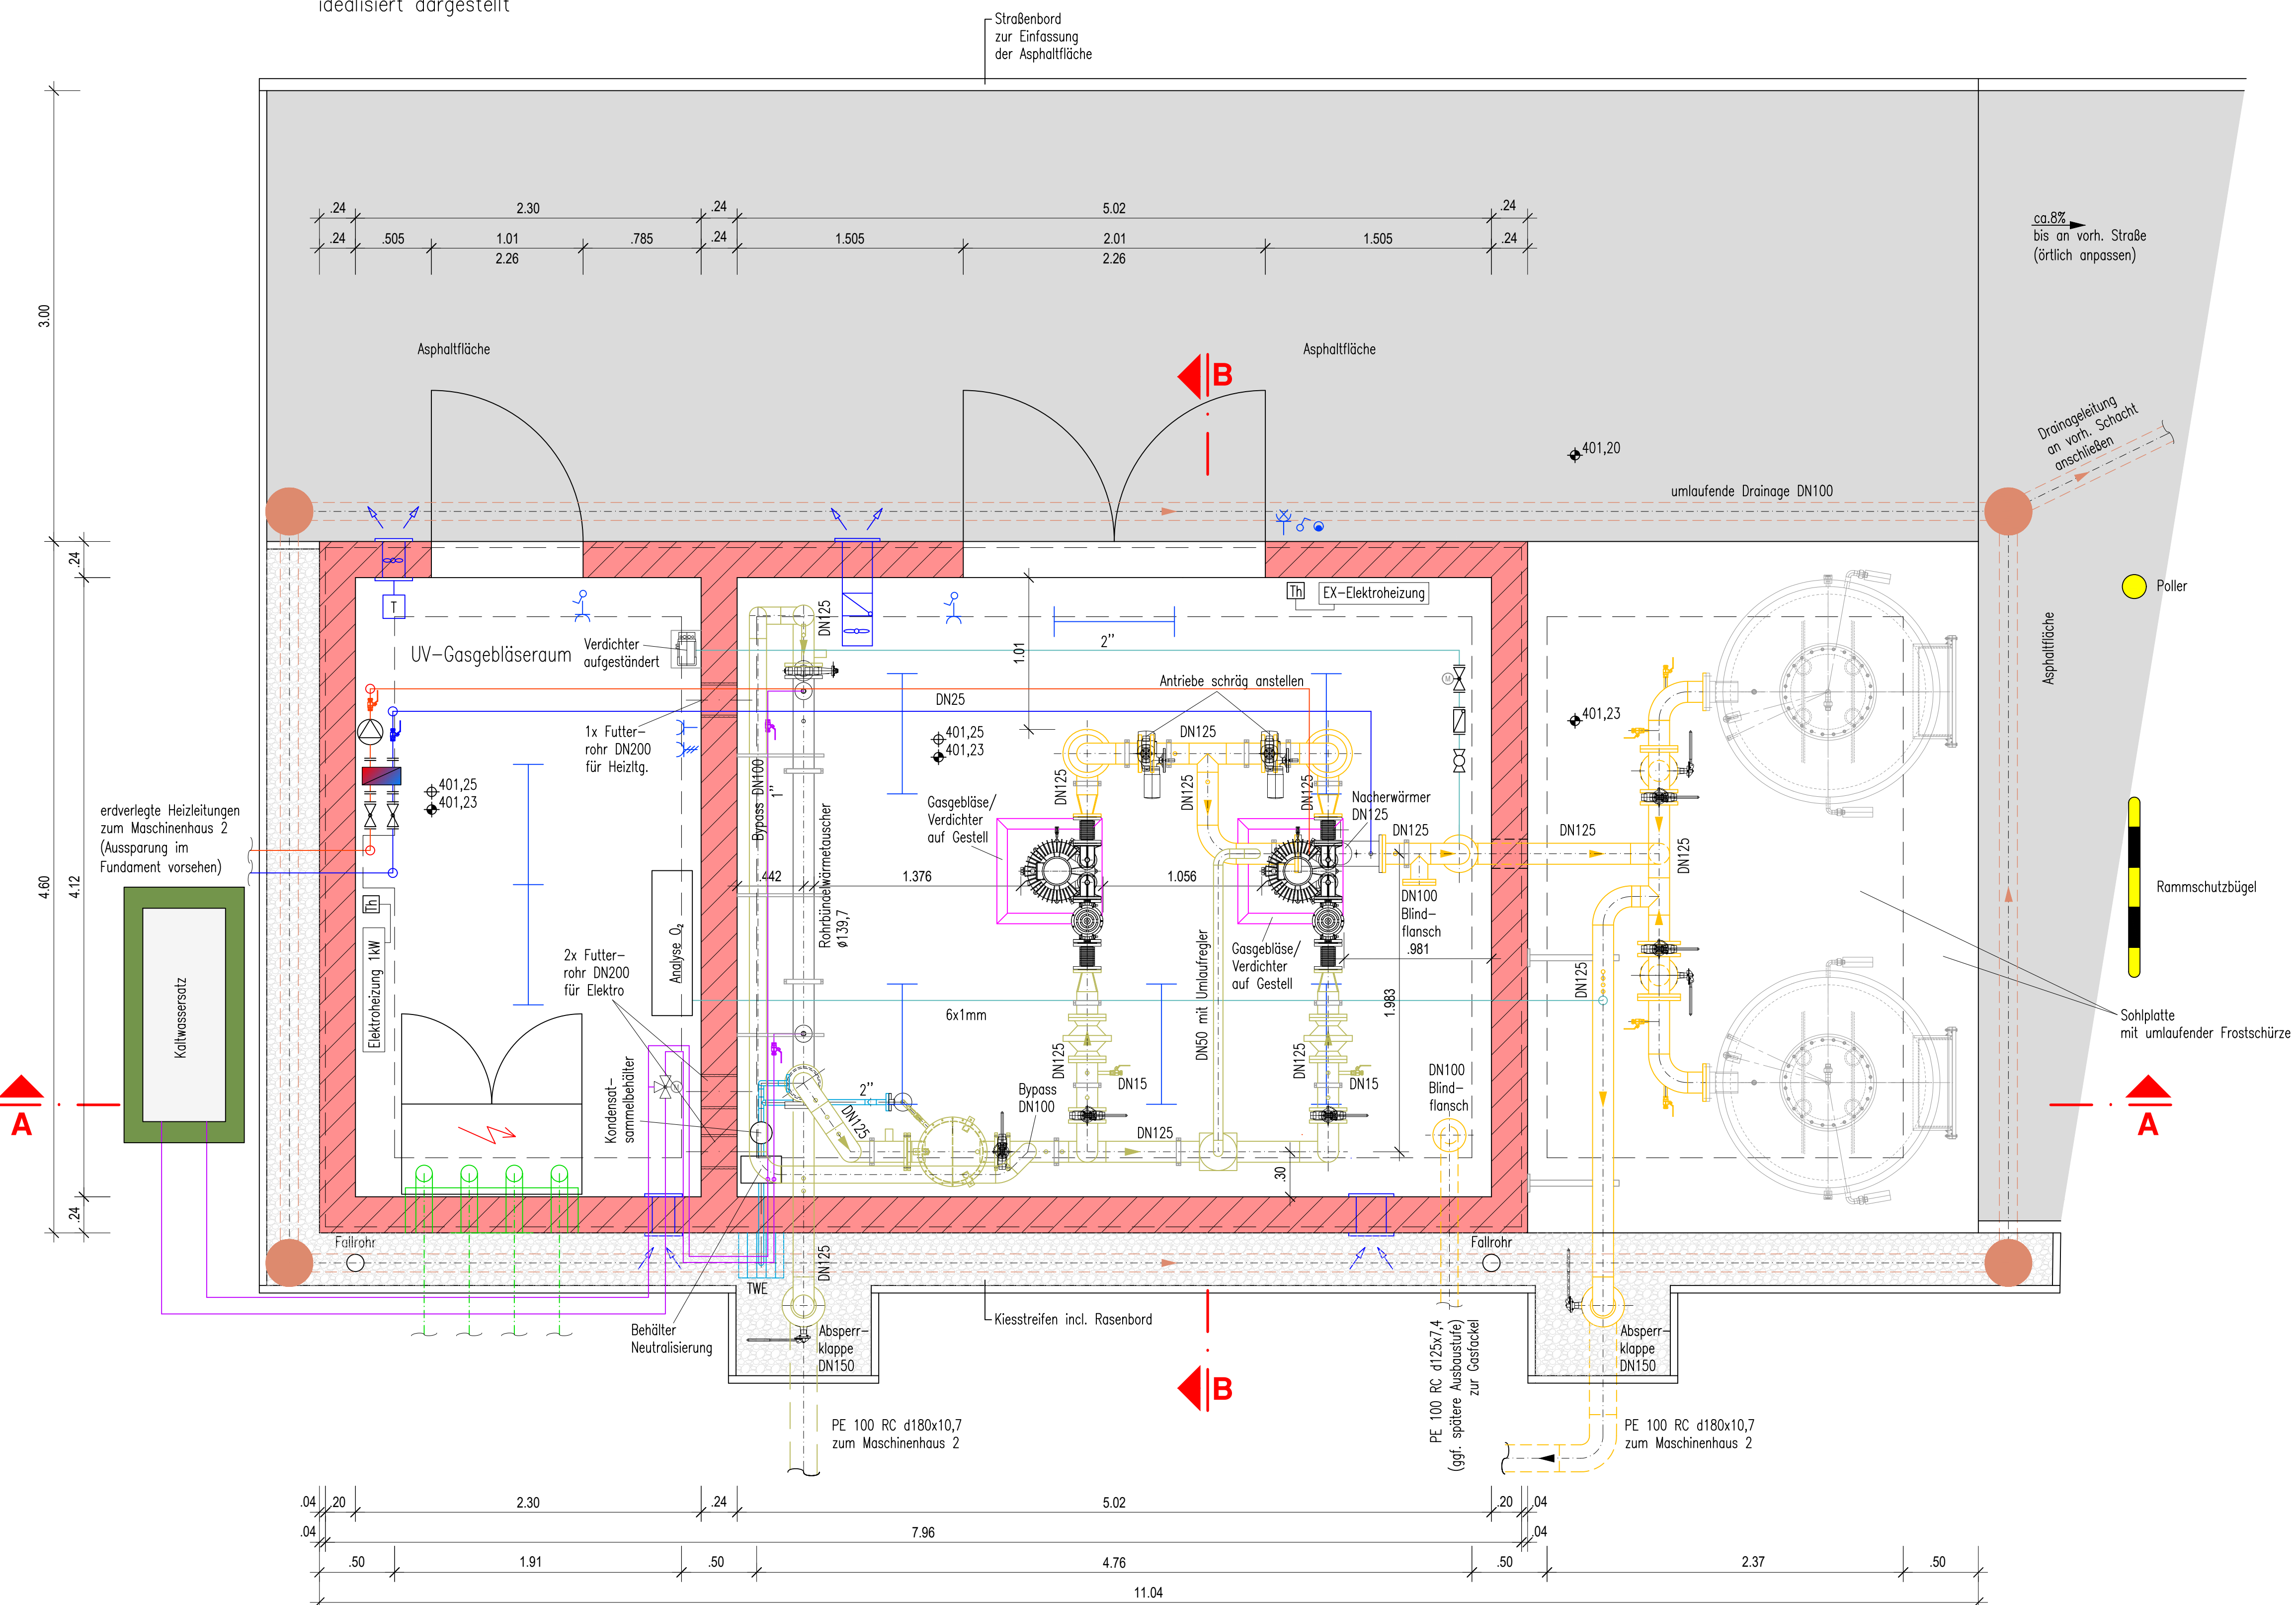 idealisiert dargestellt
Straßenbord
zur Einfassung
der Asphaltfläche
.24
2.30
.24
5.02
.24
.24
.505
1.01
.785
.24
1.505
2.01
1.505
.24
2.26
2.26
ca.8%
bis an vorh. Straße
(örtlich anpassen)
3.00
Asphaltfläche
Asphaltfläche
B
401,20
Drainageleitung
an vorh. Schacht
anschließen
umlaufende Drainage DN100
.24
4.12
4.60
.24
T
UV-Gasgebläseraum
Verdichter
aufgeständert
DN125
2''
1.01
Th
EX-Elektroheizung
Poller
Asphaltfläche
DN25
Antriebe schräg anstellen
1x Futter-
rohr DN200
für Heizltg.
401,25
401,23
401,25
401,23
M
401,23
Bypass DN100
1''
DN125
DN125
DN125
DN125
Gasgebläse/
Verdichter
auf Gestell
Nacherwärmer
DN125
DN125
DN125
DN125
erdverlegte Heizleitungen
zum Maschinenhaus 2
(Aussparung im
Fundament vorsehen)
.442
1.376
1.056
Rohrbündelwärmetauscher
ø139,7
DN100
Blind-
flansch
.981
Gasgebläse/
Verdichter
auf Gestell
Rammschutzbügel
Th
Elektroheizung 1kW
Analyse O2
2x Futter-
rohr DN200
für Elektro
Kaltwassersatz
6x1mm
DN50 mit Umlaufregler
1.983
DN125
Sohlplatte
mit umlaufender Frostschürze
DN125
DN15
DN125
DN15
DN100
Blind-
flansch
Kondensat-
sammelbehälter
M
2''
DN125
Bypass
DN100
DN125
.30
A
A
Fallrohr
Fallrohr
TWE
DN125
Behälter
Neutralisierung
Absperr-
klappe
DN150
Kiesstreifen incl. Rasenbord
B
Absperr-
klappe
DN150
PE 100 RC d125x7,4
(ggf. spätere Ausbaustufe)
zur Gasfackel
PE 100 RC d180x10,7
zum Maschinenhaus 2
PE 100 RC d180x10,7
zum Maschinenhaus 2
.04
.20
2.30
.24
5.02
.20
.04
.04
7.96
.04
.50
1.91
.50
4.76
.50
2.37
.50
11.04